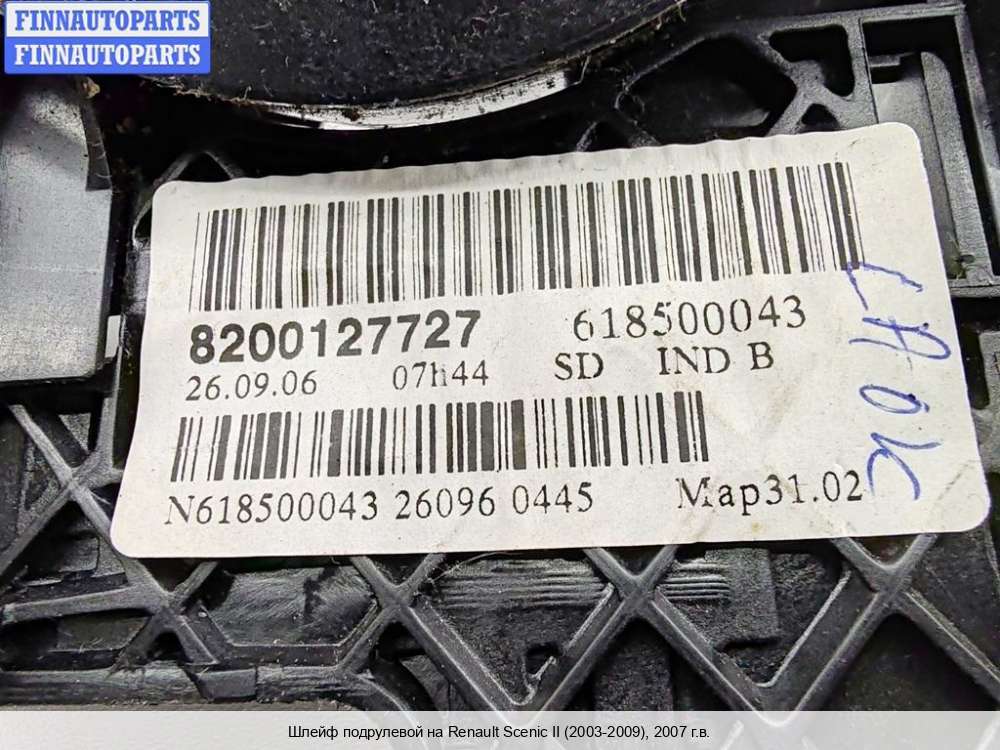 FINNAUTOPARTS
FINNAUTOPARTS
8200127727 618500043
26.09.06 07h44 SD IND B
N618500043 26096 0445 Map31.02
Шлейф подрулевой на Renault Scenic II (2003-2009), 2007 г.в.